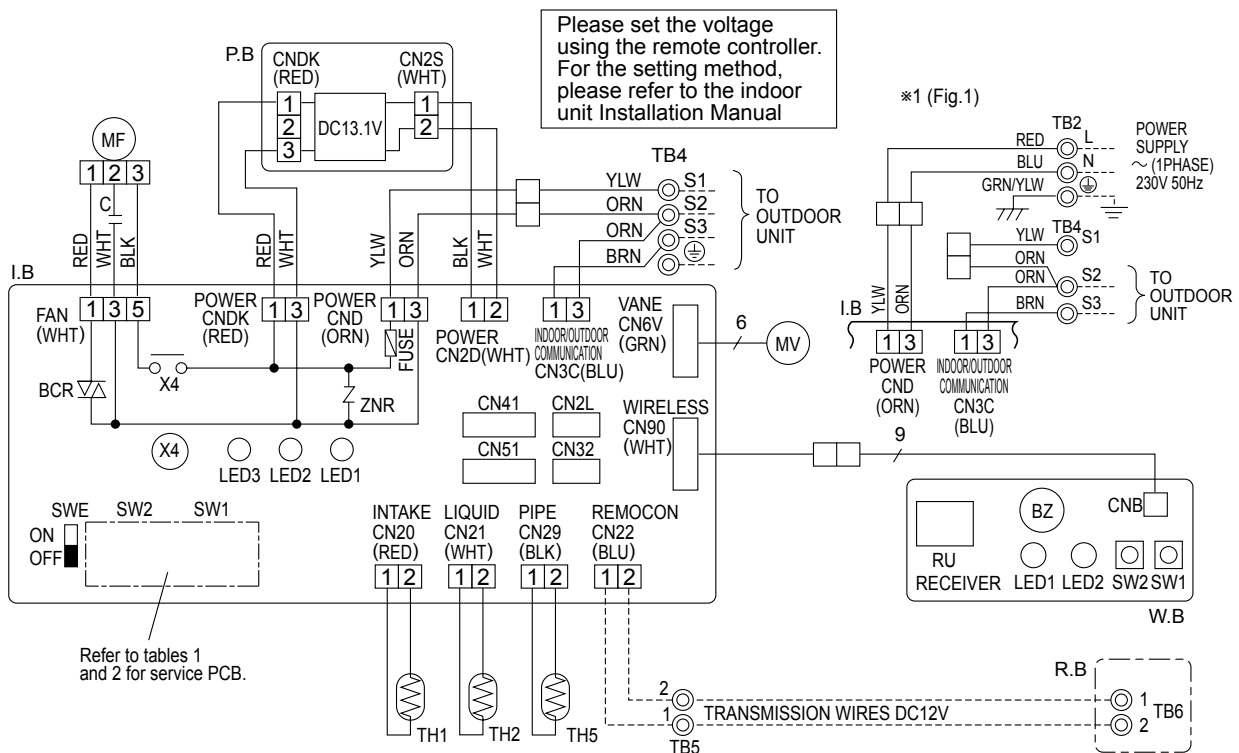 Please set the voltage
using the remote controller.
For the setting method,
please refer to the indoor
unit Installation Manual
※1 (Fig.1)
P.B
CNDK
(RED)
CN2S
(WHT)
1
2
3
DC13.1V
1
2
MF
1 2 3
C
RED
WHT
BLK
RED
WHT
YLW
ORN
BLK
WHT
TB4
YLW
S1
ORN
S2
ORN
S3
BRN
TO
OUTDOOR
UNIT
TB2
RED
L
BLU
N
GRN/YLW
POWER
SUPPLY
~ (1PHASE)
230V 50Hz
TB4
YLW
S1
ORN
ORN
S2
BRN
S3
TO
OUTDOOR
UNIT
I.B
YLW
ORN
1 3
1 3
POWER
CND
(ORN)
INDOOR/OUTDOOR
COMMUNICATION
CN3C
(BLU)
I.B
FAN
(WHT)
1 3 5
POWER
CNDK
(RED)
1 3
POWER
CND
(ORN)
1 3
FUSE
1 2
POWER
CN2D(WHT)
1 3
INDOOR/OUTDOOR
COMMUNICATION
CN3C(BLU)
VANE
CN6V
(GRN)
6
MV
BCR
X4
ZNR
X4
LED3 LED2 LED1
CN41
CN2L
CN51
CN32
WIRELESS
CN90
(WHT)
9
SWE
ON
OFF
SW2
SW1
INTAKE
CN20
(RED)
1 2
LIQUID
CN21
(WHT)
1 2
PIPE
CN29
(BLK)
1 2
REMOCON
CN22
(BLU)
1 2
RU
RECEIVER
BZ
CNB
LED1 LED2 SW2 SW1
W.B
Refer to tables 1
and 2 for service PCB.
TH1
TH2
TH5
2
1
TB5
TRANSMISSION WIRES DC12V
R.B
1
2
TB6